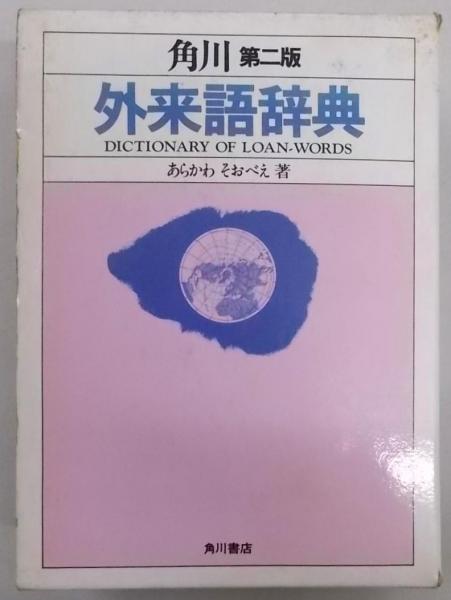 角川 第二版
外来語辞典
DICTIONARY OF LOAN-WORDS
あらかわ そおべえ 著
角川書店